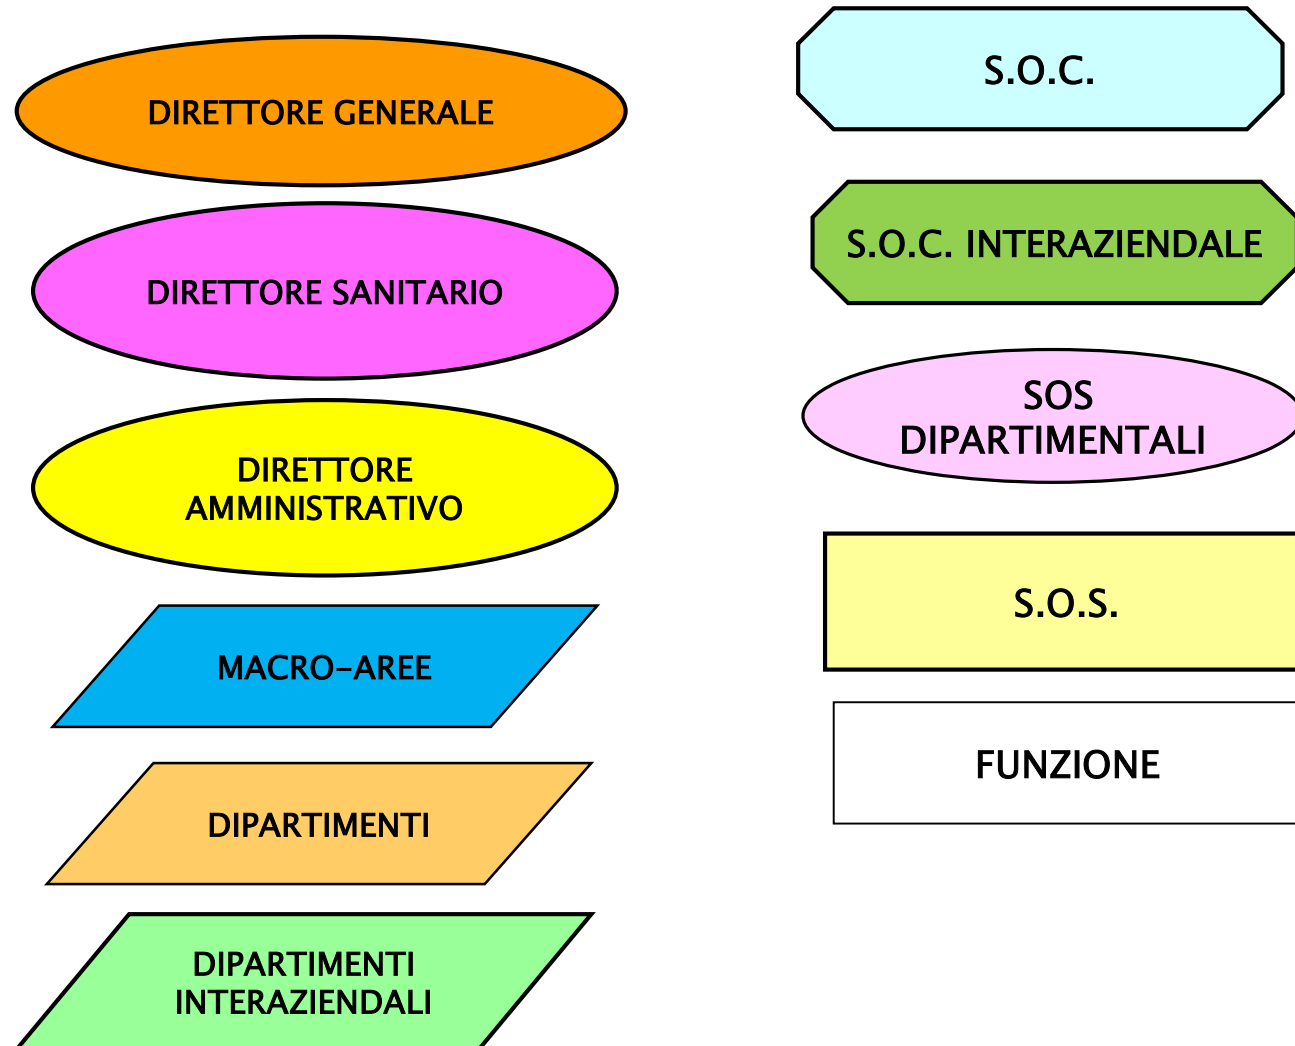 DIRETTORE GENERALE
DIRETTORE SANITARIO
DIRETTORE
AMMINISTRATIVO
MACRO-AREE
DIPARTIMENTI
DIPARTIMENTI
INTERAZIENDALI
S.O.C.
S.O.C. INTERAZIENDALE
SOS
DIPARTIMENTALI
S.O.S.
FUNZIONE